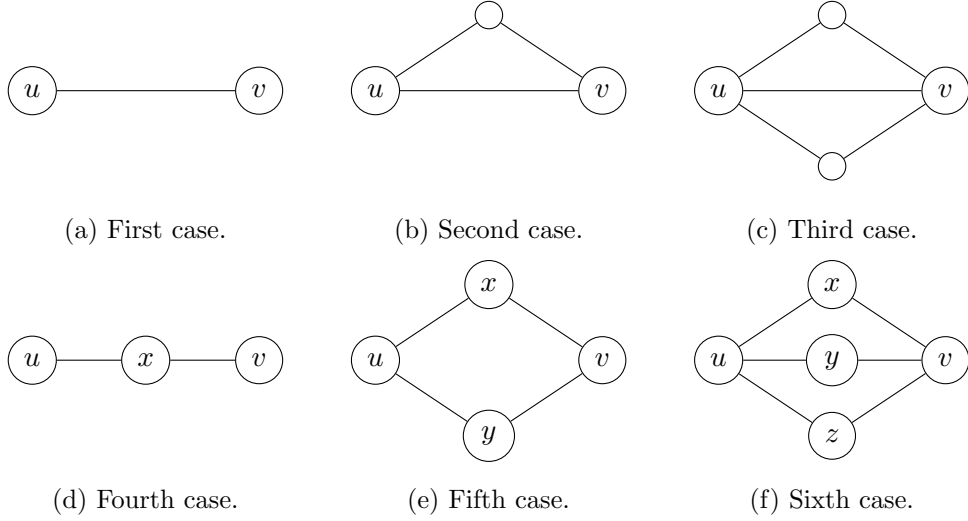 u v
u v
u v
(a) First case.
(b) Second case.
(c) Third case.
u x v
x
u v
y
x
u y v
z
(d) Fourth case.
(e) Fifth case.
(f) Sixth case.